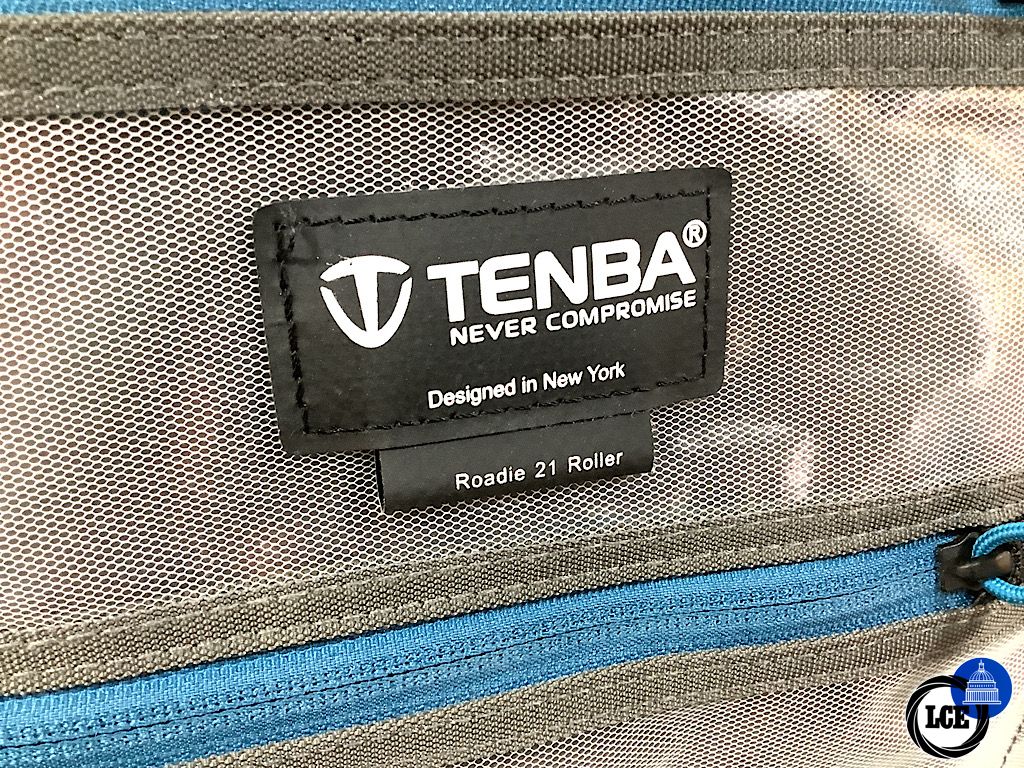 TENBA®
NEVER COMPROMISE
Designed in New York
Roadie 21 Roller
LCE